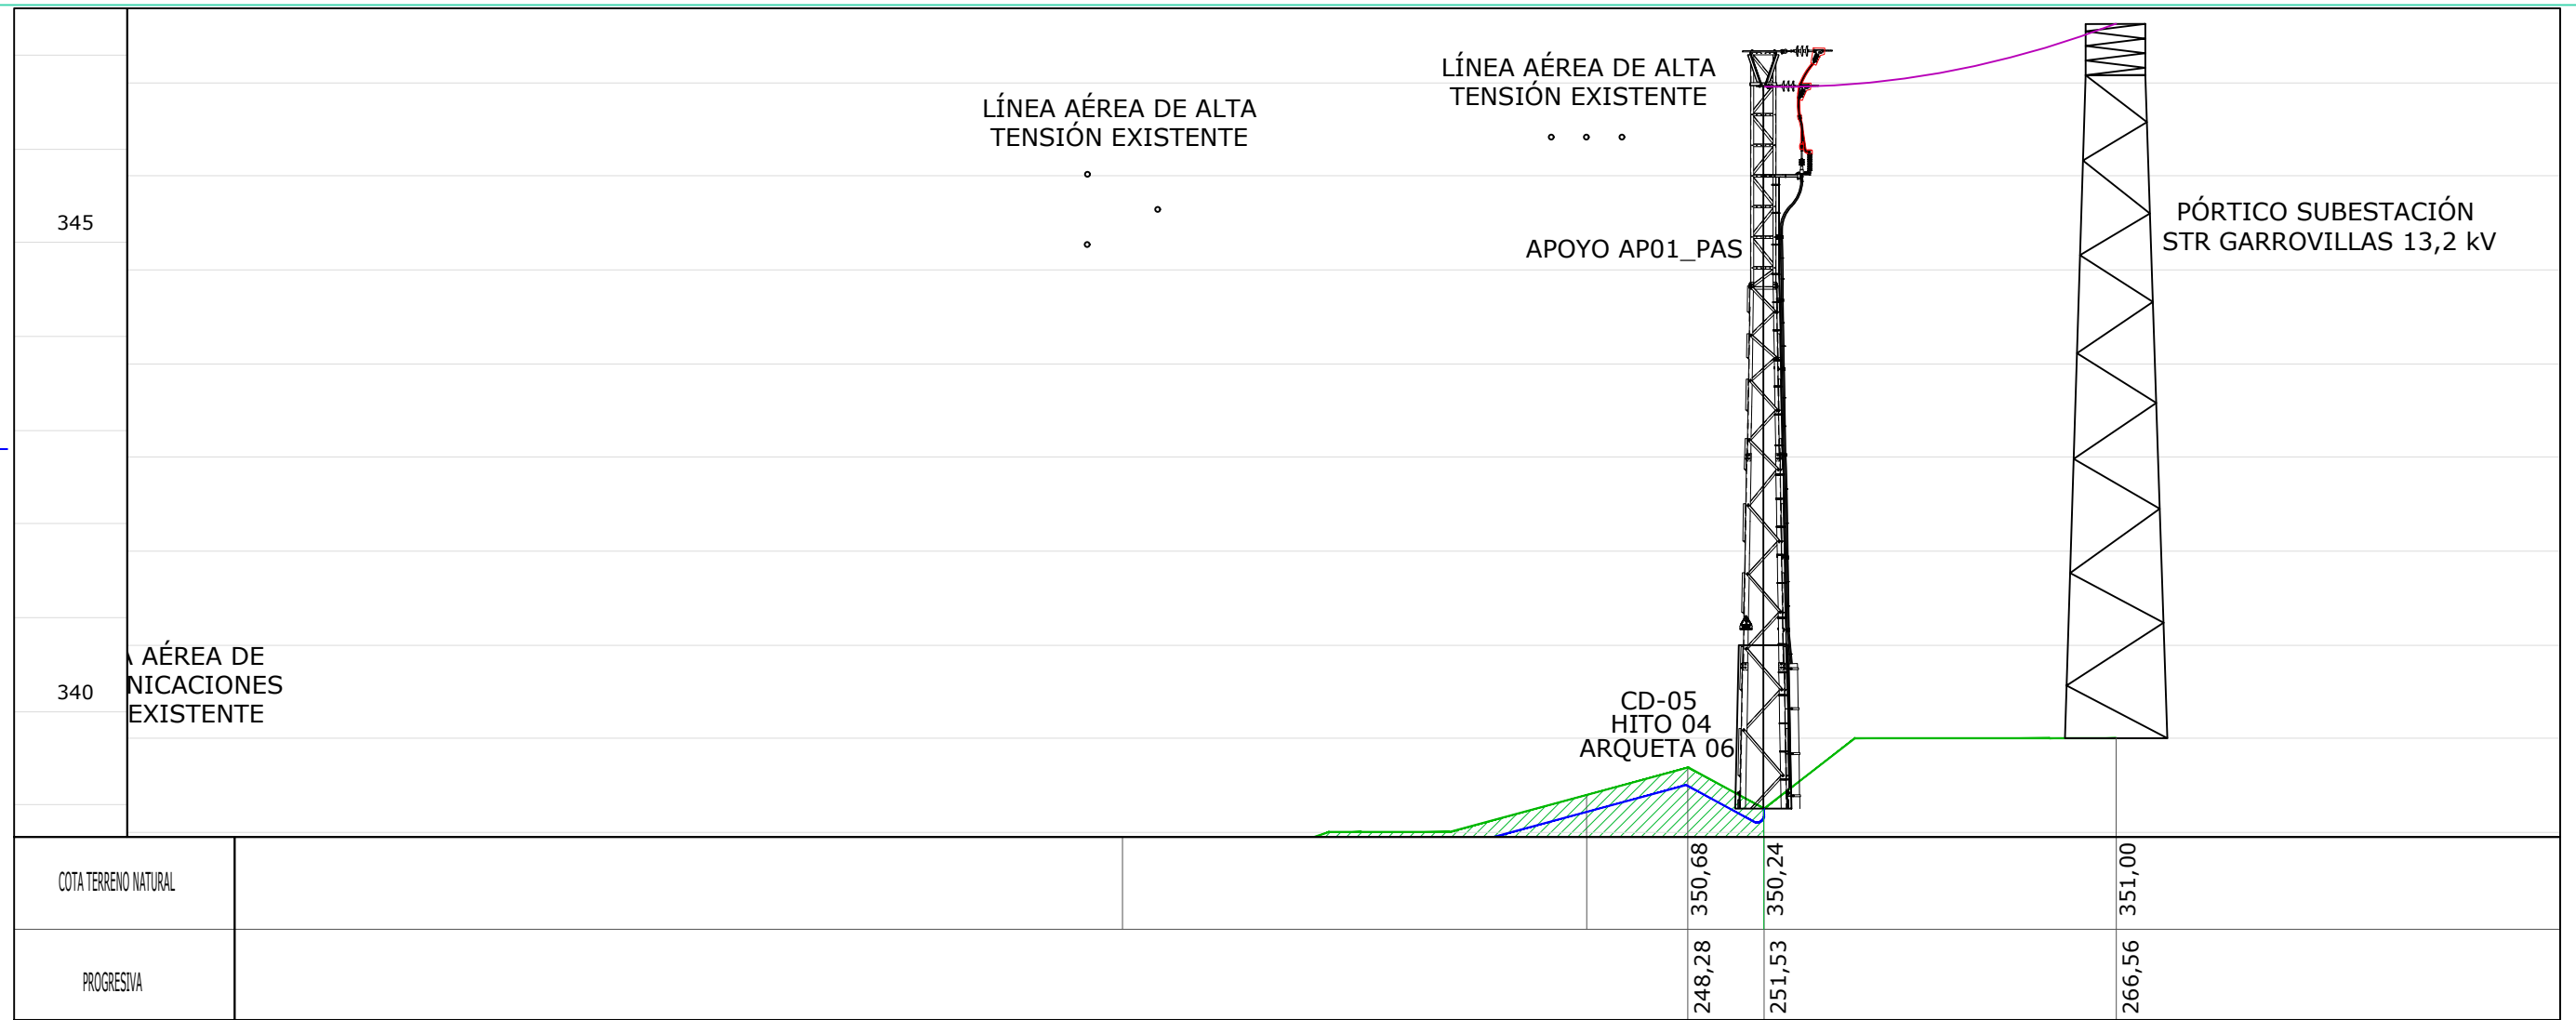 LÍNEA AÉREA DE ALTA
TENSIÓN EXISTENTE
LÍNEA AÉREA DE ALTA
TENSIÓN EXISTENTE
345
APOYO AP01_PAS
PÓRTICO SUBESTACIÓN
STR GARROVILLAS 13,2 kV
AÉREA DE
NICACIONES
EXISTENTE
340
CD-05
HITO 04
ARQUETA 06
COTA TERRENO NATURAL
350,68
350,24
351,00
PROGRESIVA
248,28
251,53
266,56